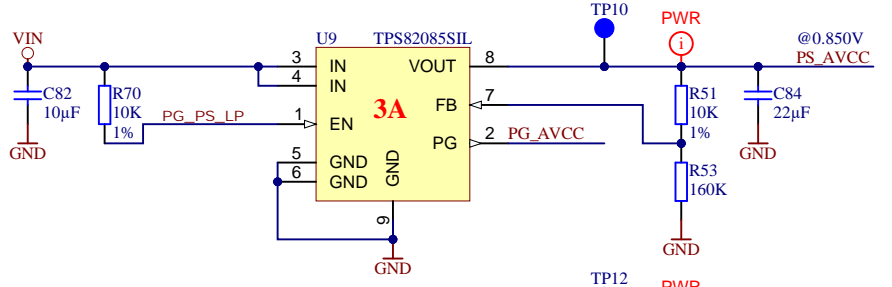 TP10
PWR
i
VIN
U9
TPS82085SIL
@0.850V
PS_AVCC
3
IN
VOUT
8
4
IN
C82
10µF
R70
10K
1%
3A
FB
7
R51
10K
1%
C84
22µF
PG_PS_LP
1
EN
PG
2
PG_AVCC
GND
GND
5
GND
6
GND
GND
R53
160K
9
GND
GND
TP12
PWR